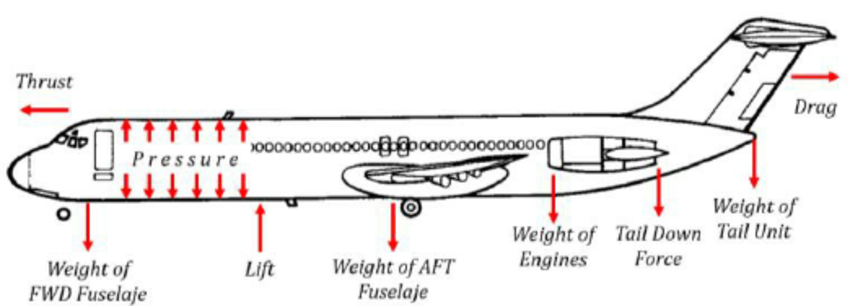 Thrust
Drag
Pressure
Weight of
FWD Fuselaje
Lift
Weight of AFT
Fuselaje
Weight of
Engines
Tail Down
Force
Weight of
Tail Unit